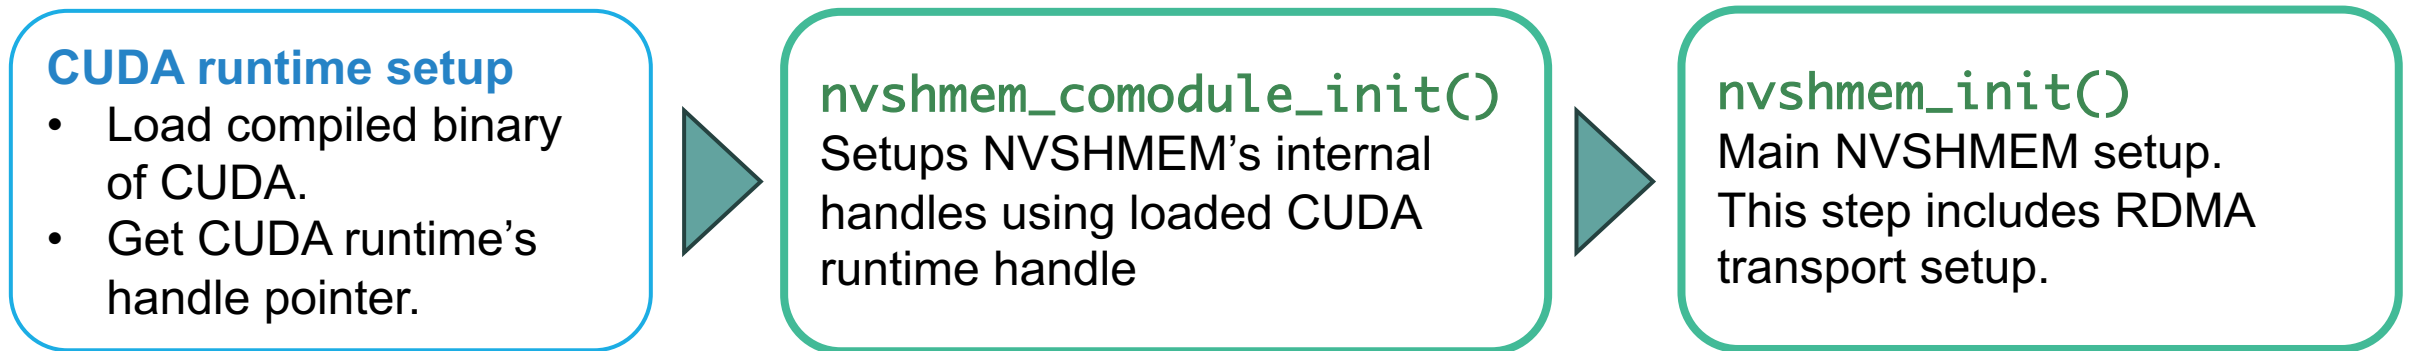 CUDA runtime setup
• Load compiled binary
of CUDA.
• Get CUDA runtime’s
handle pointer.
nvshmem_comodule_init()
Setups NVSHMEM’s internal
handles using loaded CUDA
runtime handle
nvshmem_init()
Main NVSHMEM setup.
This step includes RDMA
transport setup.